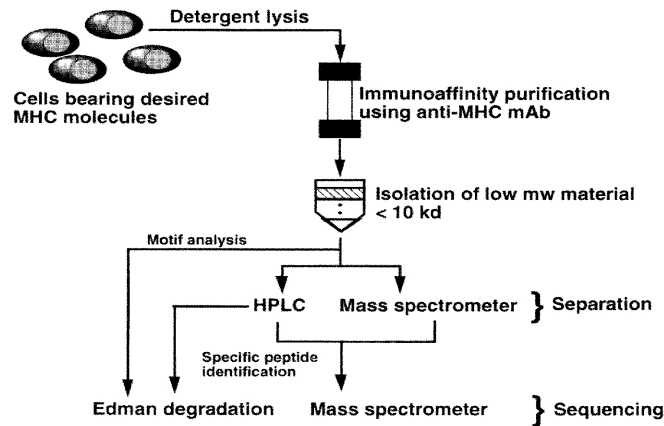 Detergent lysis
Cells bearing desired
MHC molecules
Immunoaffinity purification
using anti-MHC mAb
Isolation of low mw material
< 10 kd
Motif analysis
HPLC
Mass spectrometer
} Separation
Specific peptide
identification
Edman degradation
Mass spectrometer
} Sequencing